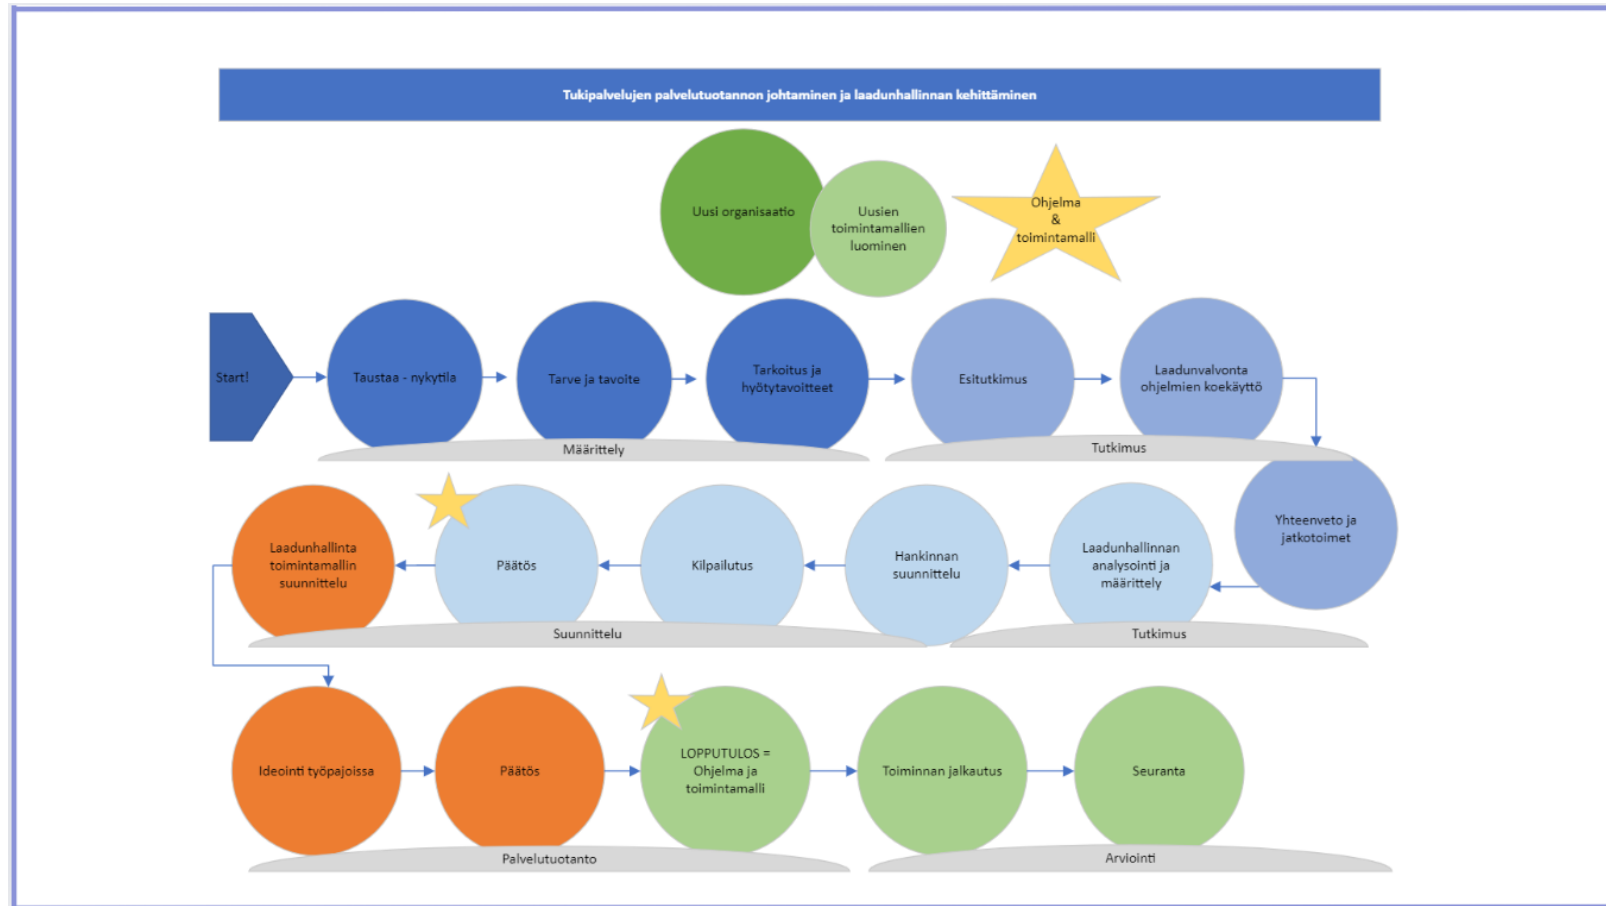 Tukipalvelujen palvelutuotannon johtaminen ja laadunhallinnan kehittäminen
Uusi organisaatio
Uusien
toimintamallien
luominen
Ohjelma
&
toimintamalli
Start!
Taustaa - nykytila
Tarve ja tavoite
Tarkoitus ja
hyötytavoitteet
Esitutkimus
Laadunvalvonta
ohjelmien koekäyttö
Määrittely
Tutkimus
Yhteenveto ja
jatkotoimet
Laadunhallinnan
analysointi ja
määrittely
Hankinnan
suunnittelu
Kilpailutus
Päätös
Laadunhallinta
toimintamallin
suunnittelu
Suunnittelu
Tutkimus
Ideointi työpajoissa
Päätös
LOPPUTULOS =
Ohjelma ja
toimintamalli
Toiminnan jalkautus
Seuranta
Palvelutuotanto
Arviointi